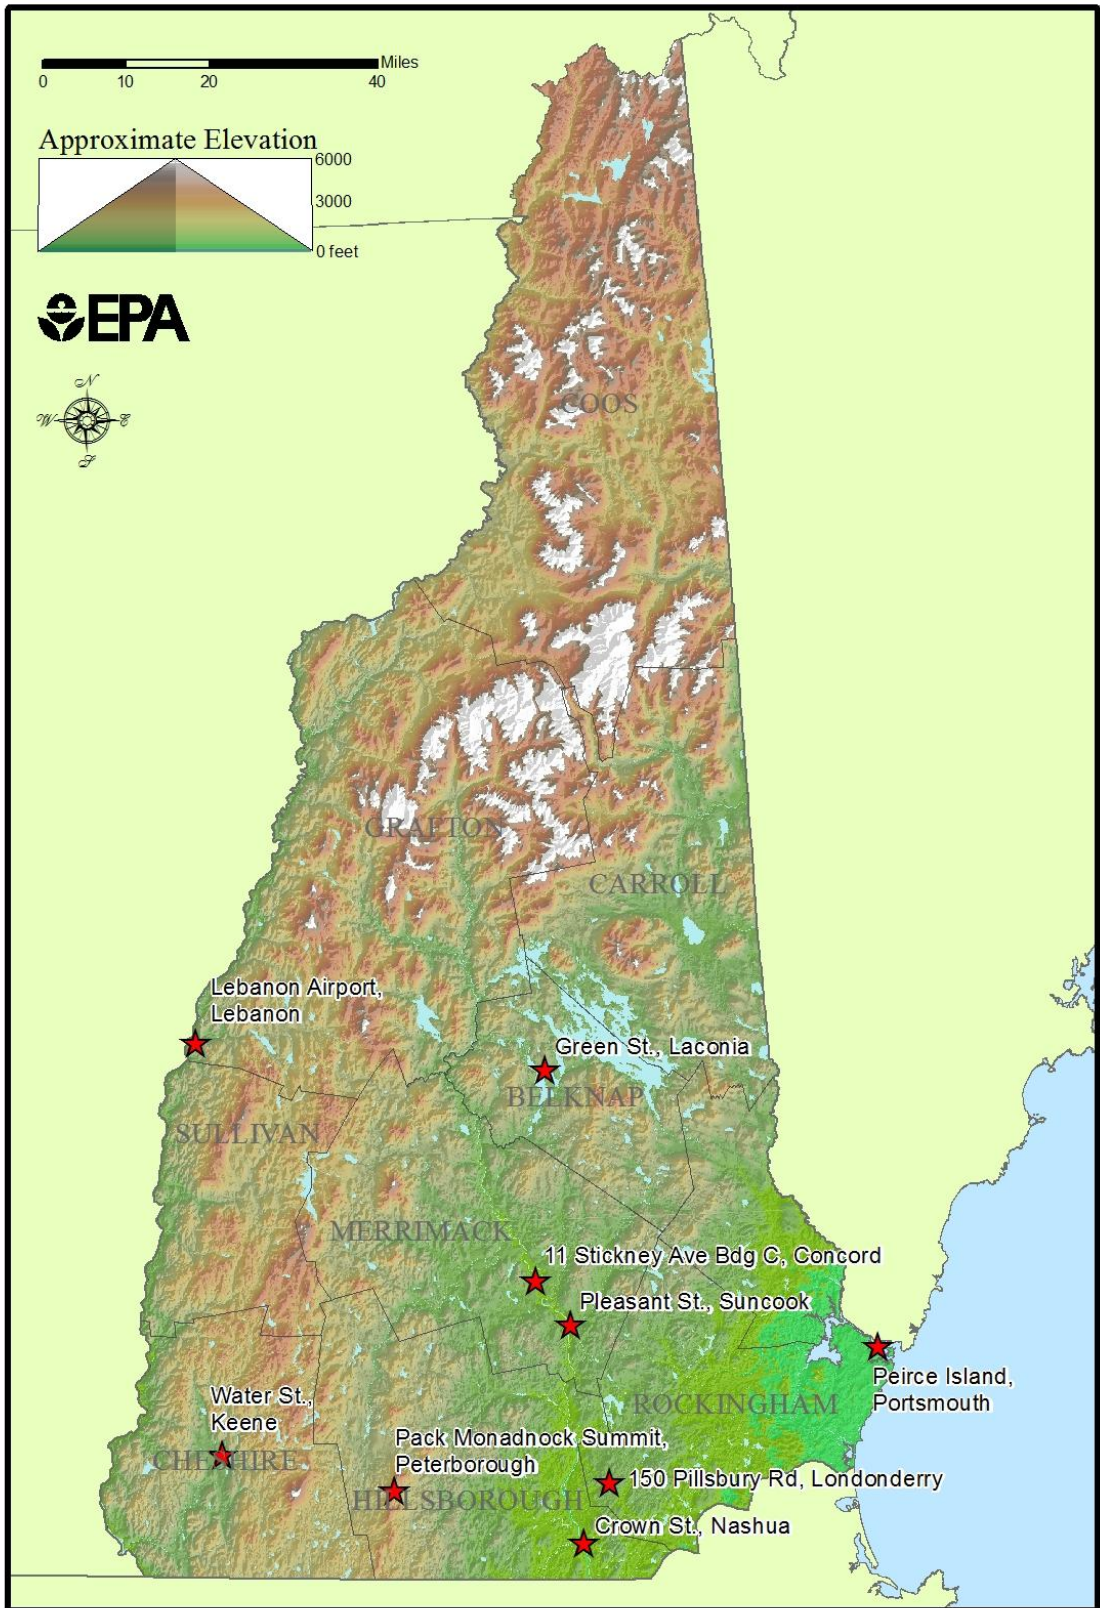 Miles
0 10 20 40
Approximate Elevation
6000
3000
0 feet
EPA
N
W E
S
COOS
GRAFTON
CARROLL
Lebanon Airport,
Lebanon
Green St., Laconia
BELKNAP
SULLIVAN
MERRIMACK
11 Stickney Ave Bdg C, Concord
Pleasant St., Suncook
Peirce Island,
Portsmouth
ROCKINGHAM
Water St.,
Keene
CHESHIRE
Pack Monadnock Summit,
Peterborough
150 Pillsbury Rd, Londonderry
HILLSBOROUGH
Crown St., Nashua